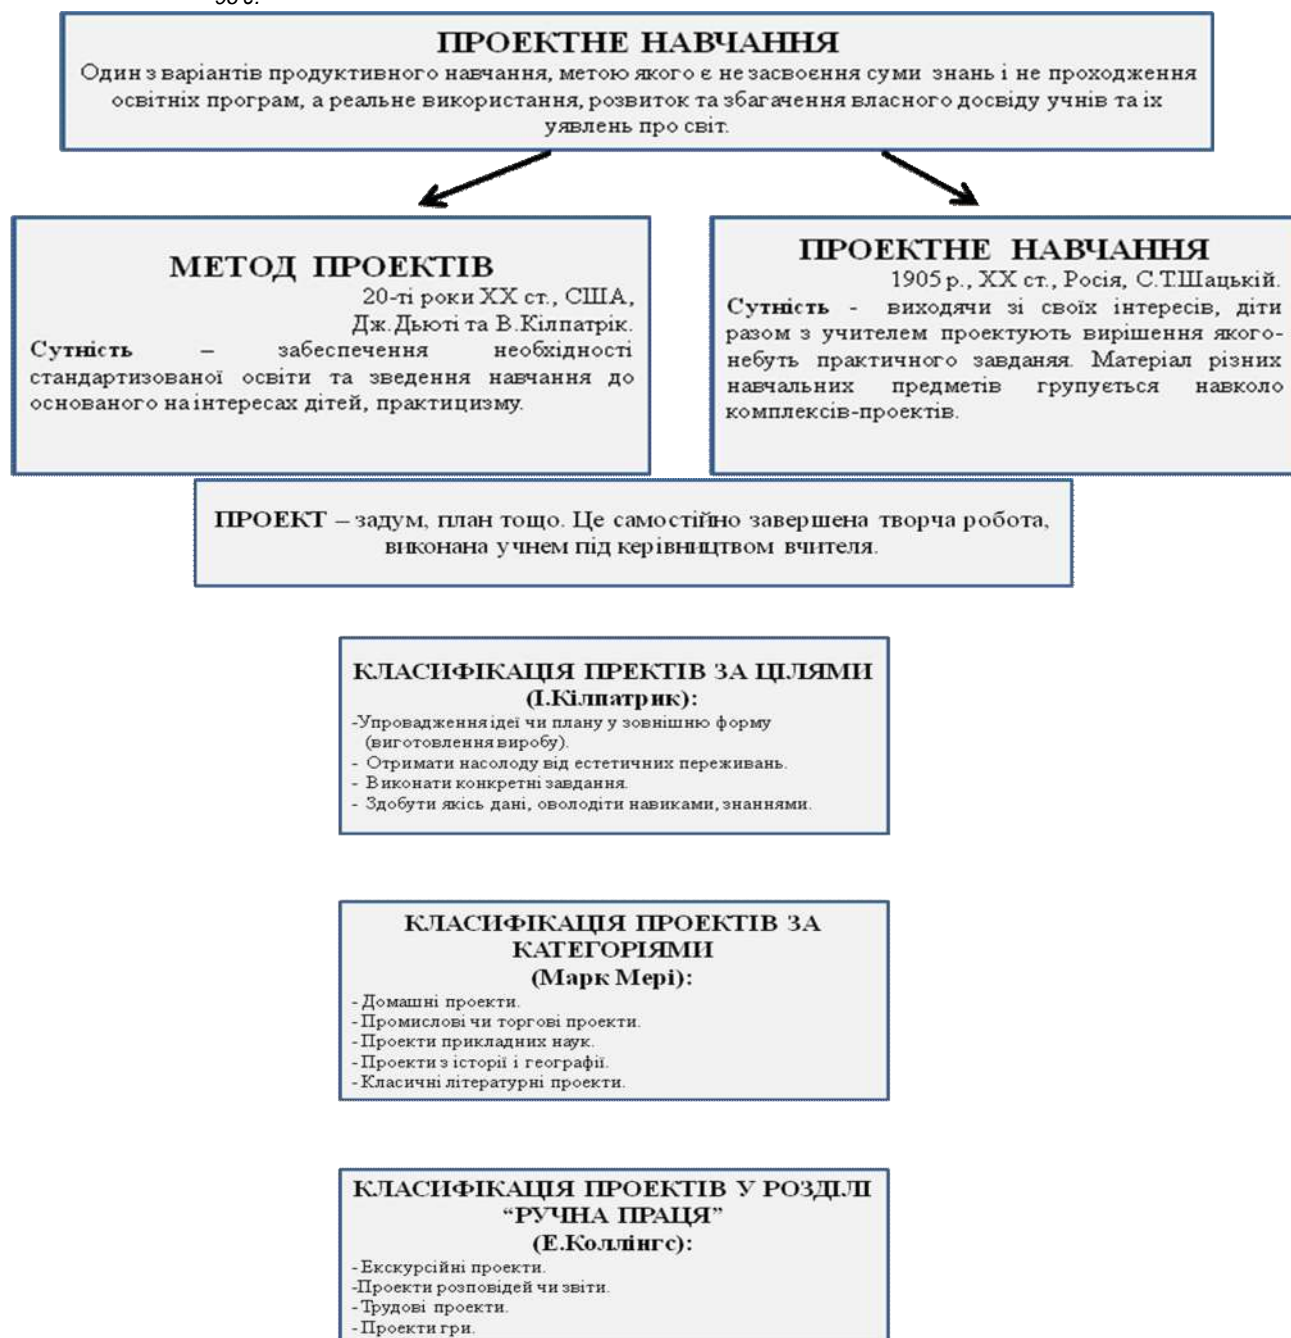 ПРОЕКТНЕ НАВЧАННЯ
Один з варіантів продуктивного навчання, метою якого є не засвоєння суми знань і не проходження
освітніх програм, а реальне використання, розвиток та збагачення власного досвіду учнів та їх
уявлень про світ.
МЕТОД ПРОЕКТІВ
20-ті роки ХХ ст., США,
Дж.Дьюті та В.Кілпатрік.
Сутність – забеспечення необхідності
стандартизованої освіти та зведення навчання до
основаного на інтересах дітей, практицизму.
ПРОЕКТНЕ НАВЧАННЯ
1905 р., ХХ ст., Росія, С.Т.Шацькій.
Сутність - виходячи зі своїх інтересів, діти
разом з учителем проектують вирішення якого-
небуть практичного завданяя. Матеріал різних
навчальних предметів групується навколо
комплексів-проектів.
ПРОЕКТ – задум, план тощо. Це самостійно завершена творча робота,
виконана учнем під керівництвом вчителя.
КЛАСИФІКАЦІЯ ПРЕКТІВ ЗА ЦІЛЯМИ
(І.Кілпатрик):
-Упровадження ідеї чи плану у зовнішню форму
(виготовлення виробу).
- Отримати насолоду від естетичних переживань.
- Виконати конкретні завдання.
- Здобути якісь дані, оволодіти навиками, знаннями.
КЛАСИФІКАЦІЯ ПРОЕКТІВ ЗА
КАТЕГОРІЯМИ
(Марк Мері):
- Домашні проекти.
- Промислові чи торгові проекти.
- Проекти прикладних наук.
- Проекти з історії і географії.
- Класичні літературні проекти.
КЛАСИФІКАЦІЯ ПРОЕКТІВ У РОЗДІЛІ
“РУЧНА ПРАЦЯ”
(Е.Коллінгс):
- Екскурсійні проекти.
-Проекти розповідей чи звіти.
- Трудові проекти.
- Проекти гри.